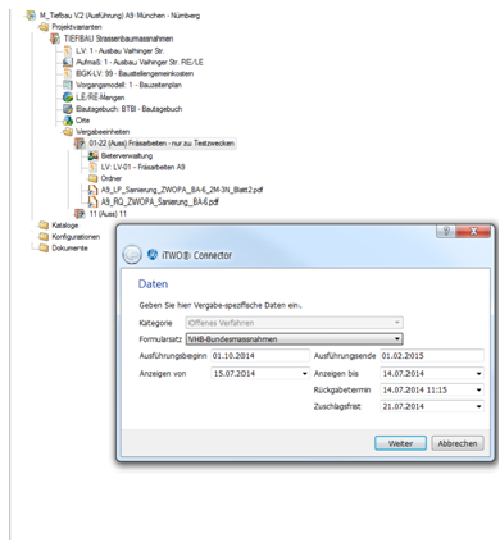 M_Tiefbau V.2 (Ausführung) A9 München - Nürnberg
Projektvarianten
TIEFBAU Strassenbaumassnahmen
LV: 1 - Ausbau Vaihinger Str.
Aufmaß: 1 - Ausbau Vaihinger Str. RE/LE
BGK-LV: 99 - Baustellengemeinkosten
Vorgangsmodell: 1 - Bauzeitenplan
LE/RE-Mengen
Bautagebuch: BTB1 - Bautagebuch
Orte
Vergabeeinheiten
01-22 (Auss) Fräsarbeiten - nur zu Testzwecken
Bieterverwaltung
LV: LV-01 - Fräsarbeiten A9
Ordner
A9_LP_Sanierung_ZWOPA_BA-6_2M-3N_Blatt2.pdf
A9_RQ_ZWOPA_Sanierung_BA-6.pdf
11 (Auss) 11
Kataloge
Konfigurationen
Dokumente
iTWO® Connector
Daten
Geben Sie hier Vergabe-spezifische Daten ein.
Kategorie Offenes Verfahren
Formularsatz VHB-Bundesmassnahmen
Ausführungsbeginn 01.10.2014 Ausführungsende 01.02.2015
Anzeigen von 15.07.2014 Anzeigen bis 14.07.2014
Rückgabetermin 14.07.2014 11:15
Zuschlagsfrist 21.07.2014
Weiter Abbrechen